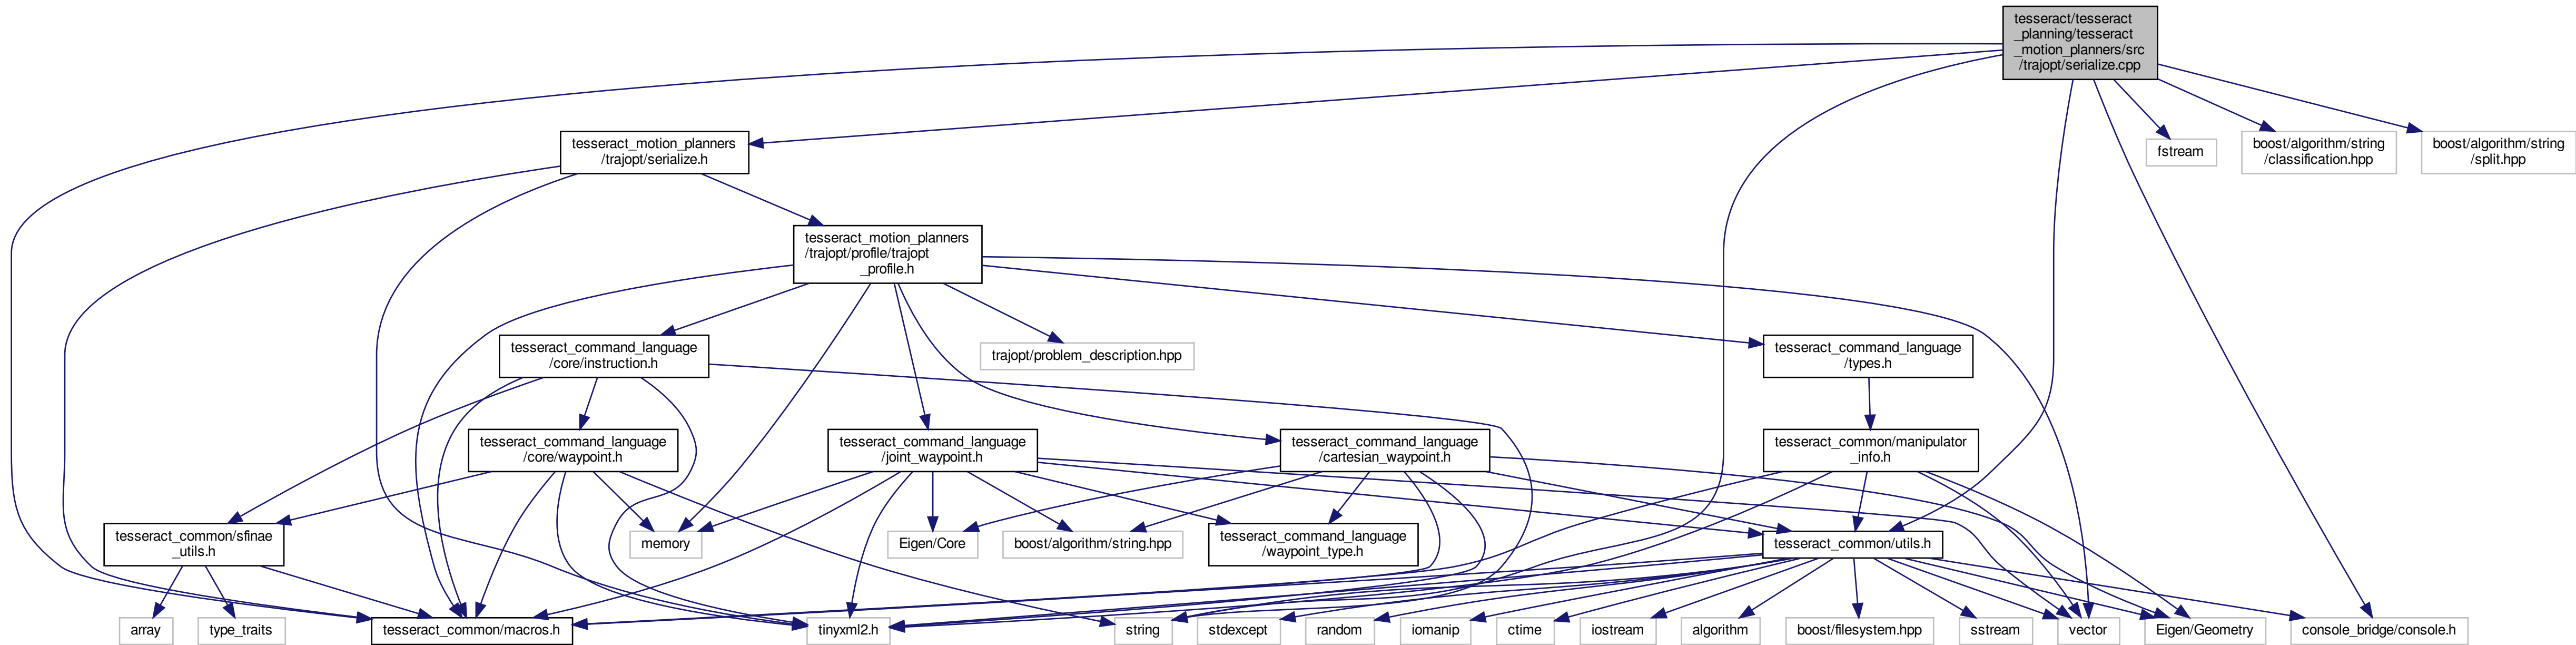 tesseract/tesseract
_planning/tesseract
_motion_planners/src
/trajopt/serialize.cpp
tesseract_motion_planners
/trajopt/serialize.h
fstream
boost/algorithm/string
/classification.hpp
boost/algorithm/string
/split.hpp
tesseract_motion_planners
/trajopt/profile/trajopt
_profile.h
tesseract_command_language
/core/instruction.h
trajopt/problem_description.hpp
tesseract_command_language
/types.h
tesseract_command_language
/core/waypoint.h
tesseract_command_language
/joint_waypoint.h
tesseract_command_language
/cartesian_waypoint.h
tesseract_common/manipulator
_info.h
tesseract_common/sfinae
_utils.h
memory
Eigen/Core
boost/algorithm/string.hpp
tesseract_command_language
/waypoint_type.h
tesseract_common/utils.h
array
type_traits
tesseract_common/macros.h
tinyxml2.h
string
stdexcept
random
iomanip
ctime
iostream
algorithm
boost/filesystem.hpp
sstream
vector
Eigen/Geometry
console_bridge/console.h